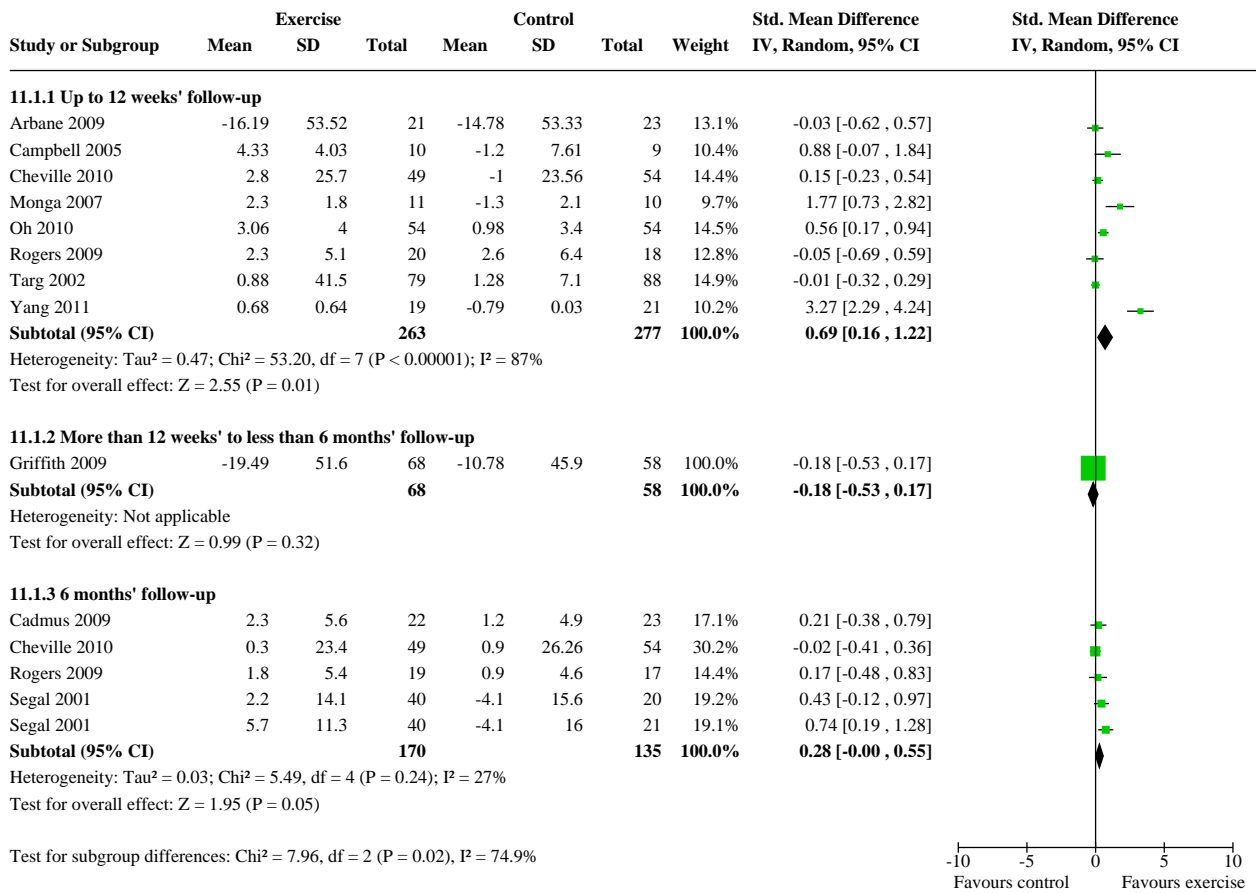 Exercise Control Std. Mean Difference Std. Mean Difference
Study or Subgroup Mean SD Total Mean SD Total Weight IV, Random, 95% CI IV, Random, 95% CI
11.1.1 Up to 12 weeks' follow-up
Arbane 2009 -16.19 53.52 21 -14.78 53.33 23 13.1% -0.03 [-0.62 , 0.57]
Campbell 2005 4.33 4.03 10 -1.2 7.61 9 10.4% 0.88 [-0.07 , 1.84]
Cheville 2010 2.8 25.7 49 -1 23.56 54 14.4% 0.15 [-0.23 , 0.54]
Monga 2007 2.3 1.8 11 -1.3 2.1 10 9.7% 1.77 [0.73 , 2.82]
Oh 2010 3.06 4 54 0.98 3.4 54 14.5% 0.56 [0.17 , 0.94]
Rogers 2009 2.3 5.1 20 2.6 6.4 18 12.8% -0.05 [-0.69 , 0.59]
Targ 2002 0.88 41.5 79 1.28 7.1 88 14.9% -0.01 [-0.32 , 0.29]
Yang 2011 0.68 0.64 19 -0.79 0.03 21 10.2% 3.27 [2.29 , 4.24]
Subtotal (95% CI) 263 277 100.0% 0.69 [0.16 , 1.22]
Heterogeneity: Tau² = 0.47; Chi² = 53.20, df = 7 (P < 0.00001); I² = 87%
Test for overall effect: Z = 2.55 (P = 0.01)
11.1.2 More than 12 weeks' to less than 6 months' follow-up
Griffith 2009 -19.49 51.6 68 -10.78 45.9 58 100.0% -0.18 [-0.53 , 0.17]
Subtotal (95% CI) 68 58 100.0% -0.18 [-0.53 , 0.17]
Heterogeneity: Not applicable
Test for overall effect: Z = 0.99 (P = 0.32)
11.1.3 6 months' follow-up
Cadmus 2009 2.3 5.6 22 1.2 4.9 23 17.1% 0.21 [-0.38 , 0.79]
Cheville 2010 0.3 23.4 49 0.9 26.26 54 30.2% -0.02 [-0.41 , 0.36]
Rogers 2009 1.8 5.4 19 0.9 4.6 17 14.4% 0.17 [-0.48 , 0.83]
Segal 2001 2.2 14.1 40 -4.1 15.6 20 19.2% 0.43 [-0.12 , 0.97]
Segal 2001 5.7 11.3 40 -4.1 16 21 19.1% 0.74 [0.19 , 1.28]
Subtotal (95% CI) 170 135 100.0% 0.28 [-0.00 , 0.55]
Heterogeneity: Tau² = 0.03; Chi² = 5.49, df = 4 (P = 0.24); I² = 27%
Test for overall effect: Z = 1.95 (P = 0.05)
Test for subgroup differences: Chi² = 7.96, df = 2 (P = 0.02), I² = 74.9%
-10 -5 0 5 10
Favours control Favours exercise